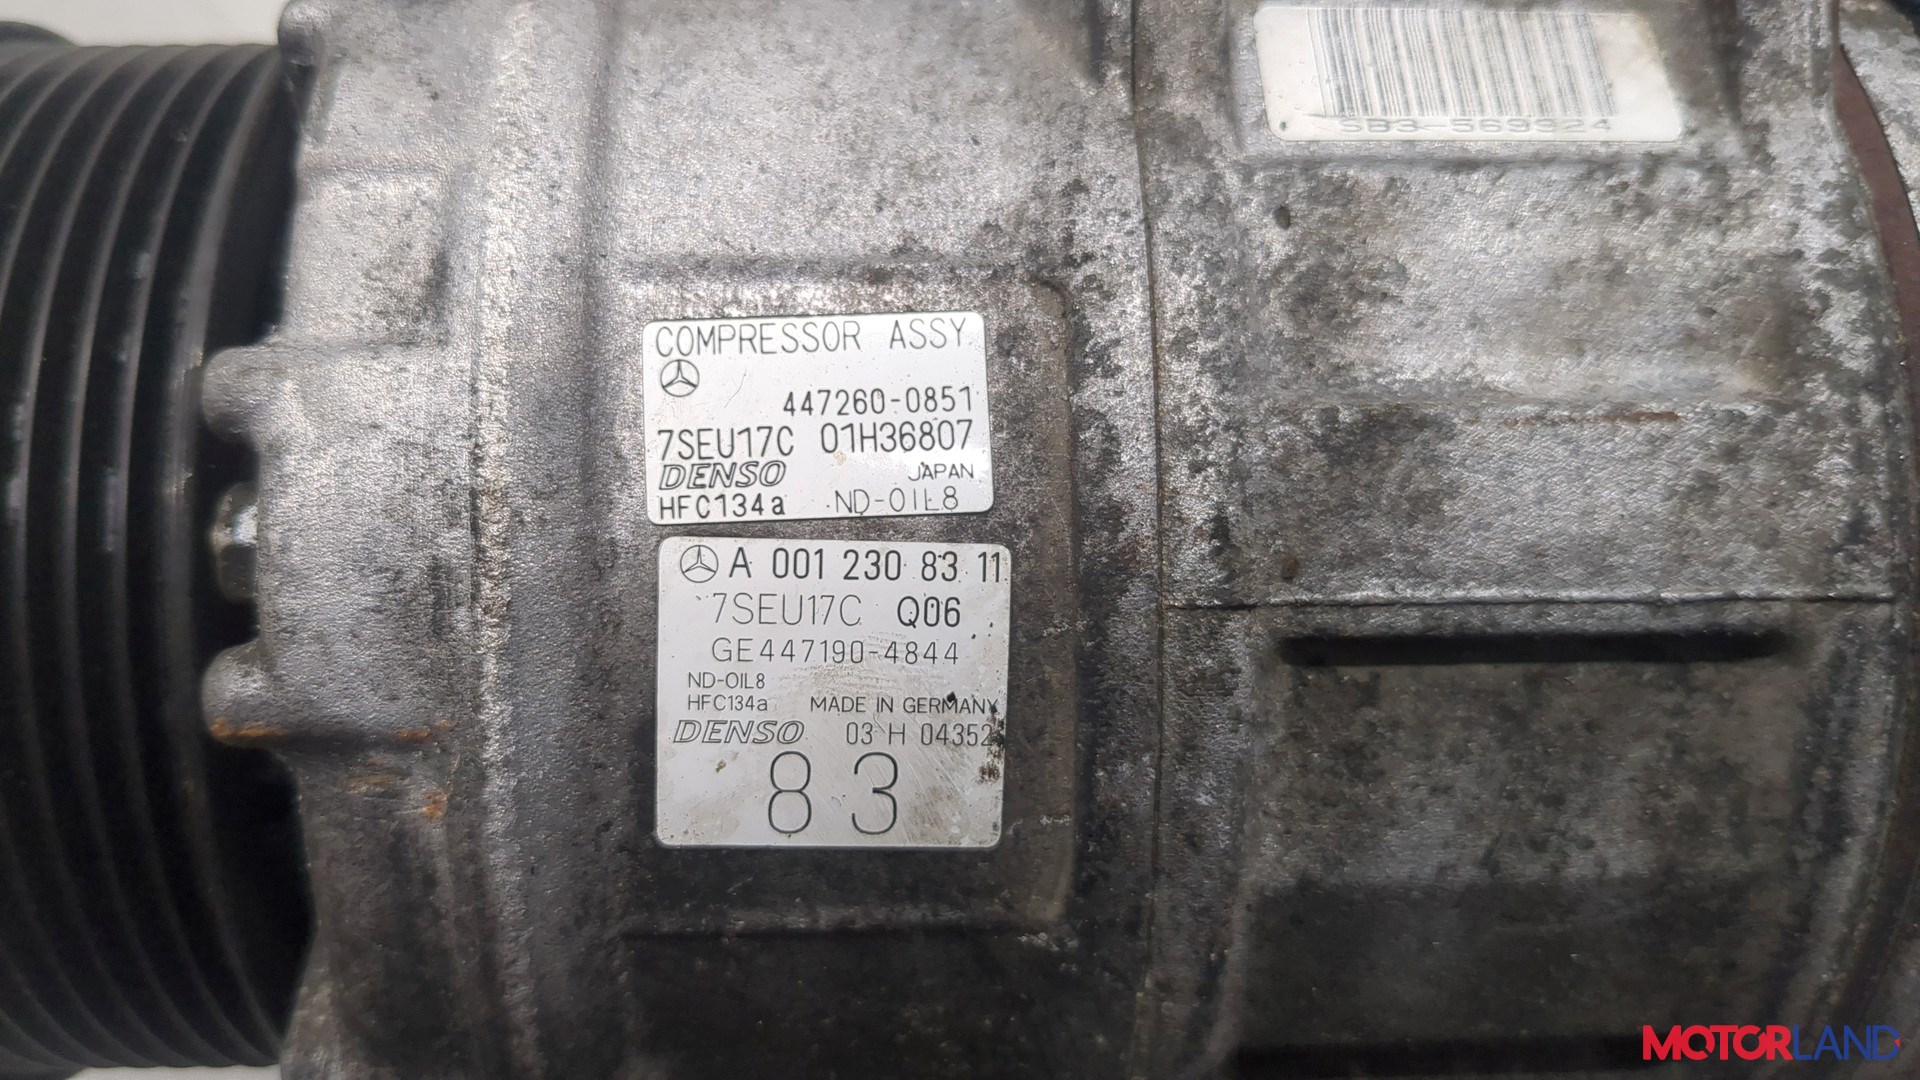 SB3-569324
COMPRESSOR ASSY
447260-0851
7SEU17C 01H36807
DENSO JAPAN
HFC134a ND-OIL8
A 001 230 83 11
7SEU17C Q06
GE447190-4844
ND-OIL8
HFC134a MADE IN GERMANY
DENSO 03 H 04352
83
MOTORLAND